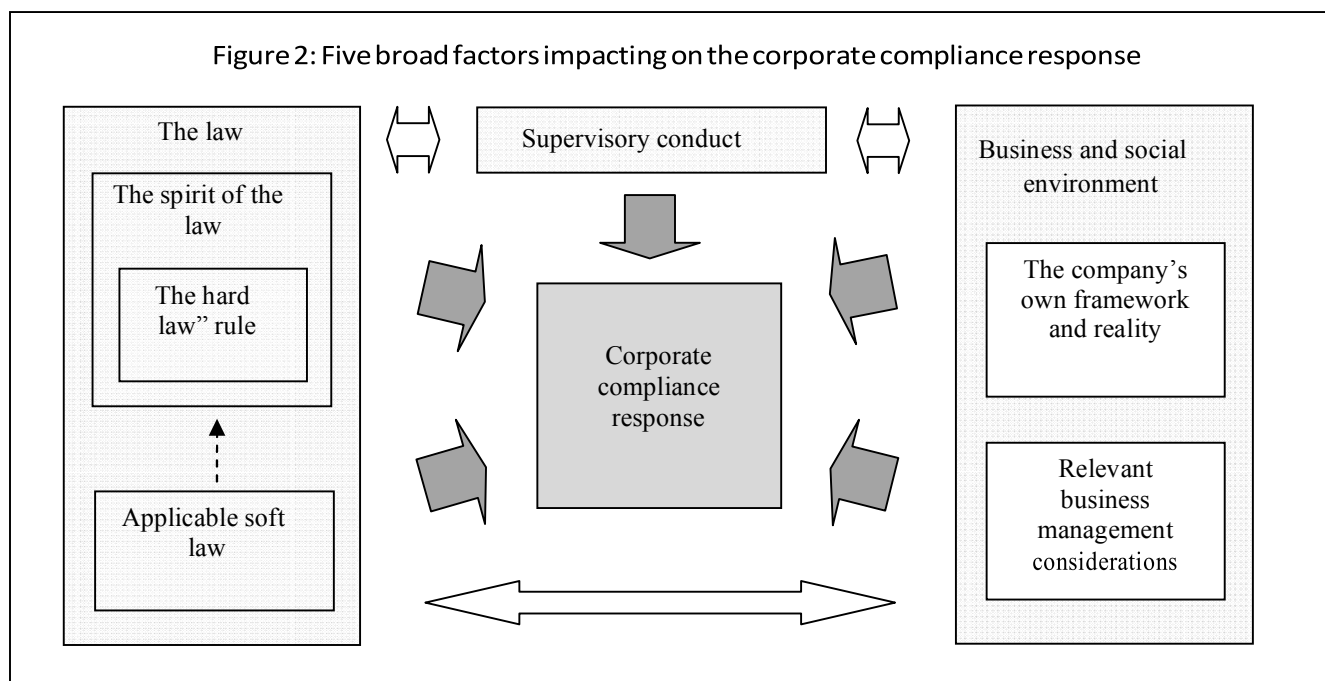 Figure 2: Five broad factors impacting on the corporate compliance response
The law
The spirit of the
law
The hard
law” rule
Applicable soft
law
Supervisory conduct
Corporate
compliance
response
Business and social
environment
The company’s
own framework
and reality
Relevant
business
management
considerations